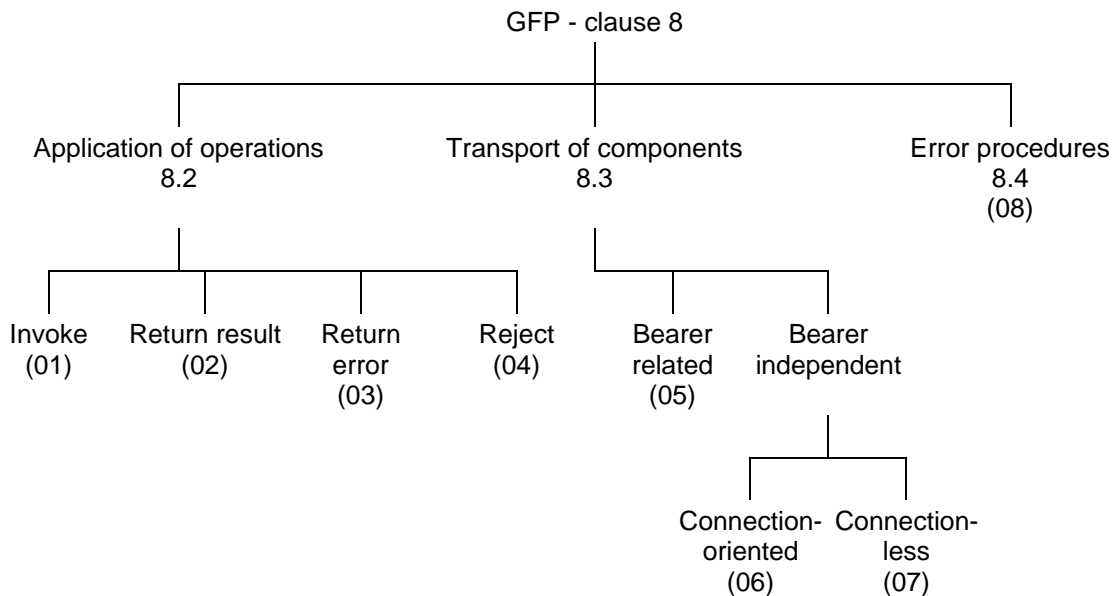 GFP - clause 8
Application of operations
8.2
Transport of components
8.3
Error procedures
8.4
(08)
Invoke
(01)
Return result
(02)
Return
error
(03)
Reject
(04)
Bearer
related
(05)
Bearer
independent
Connection-
oriented
(06)
Connection-
less
(07)